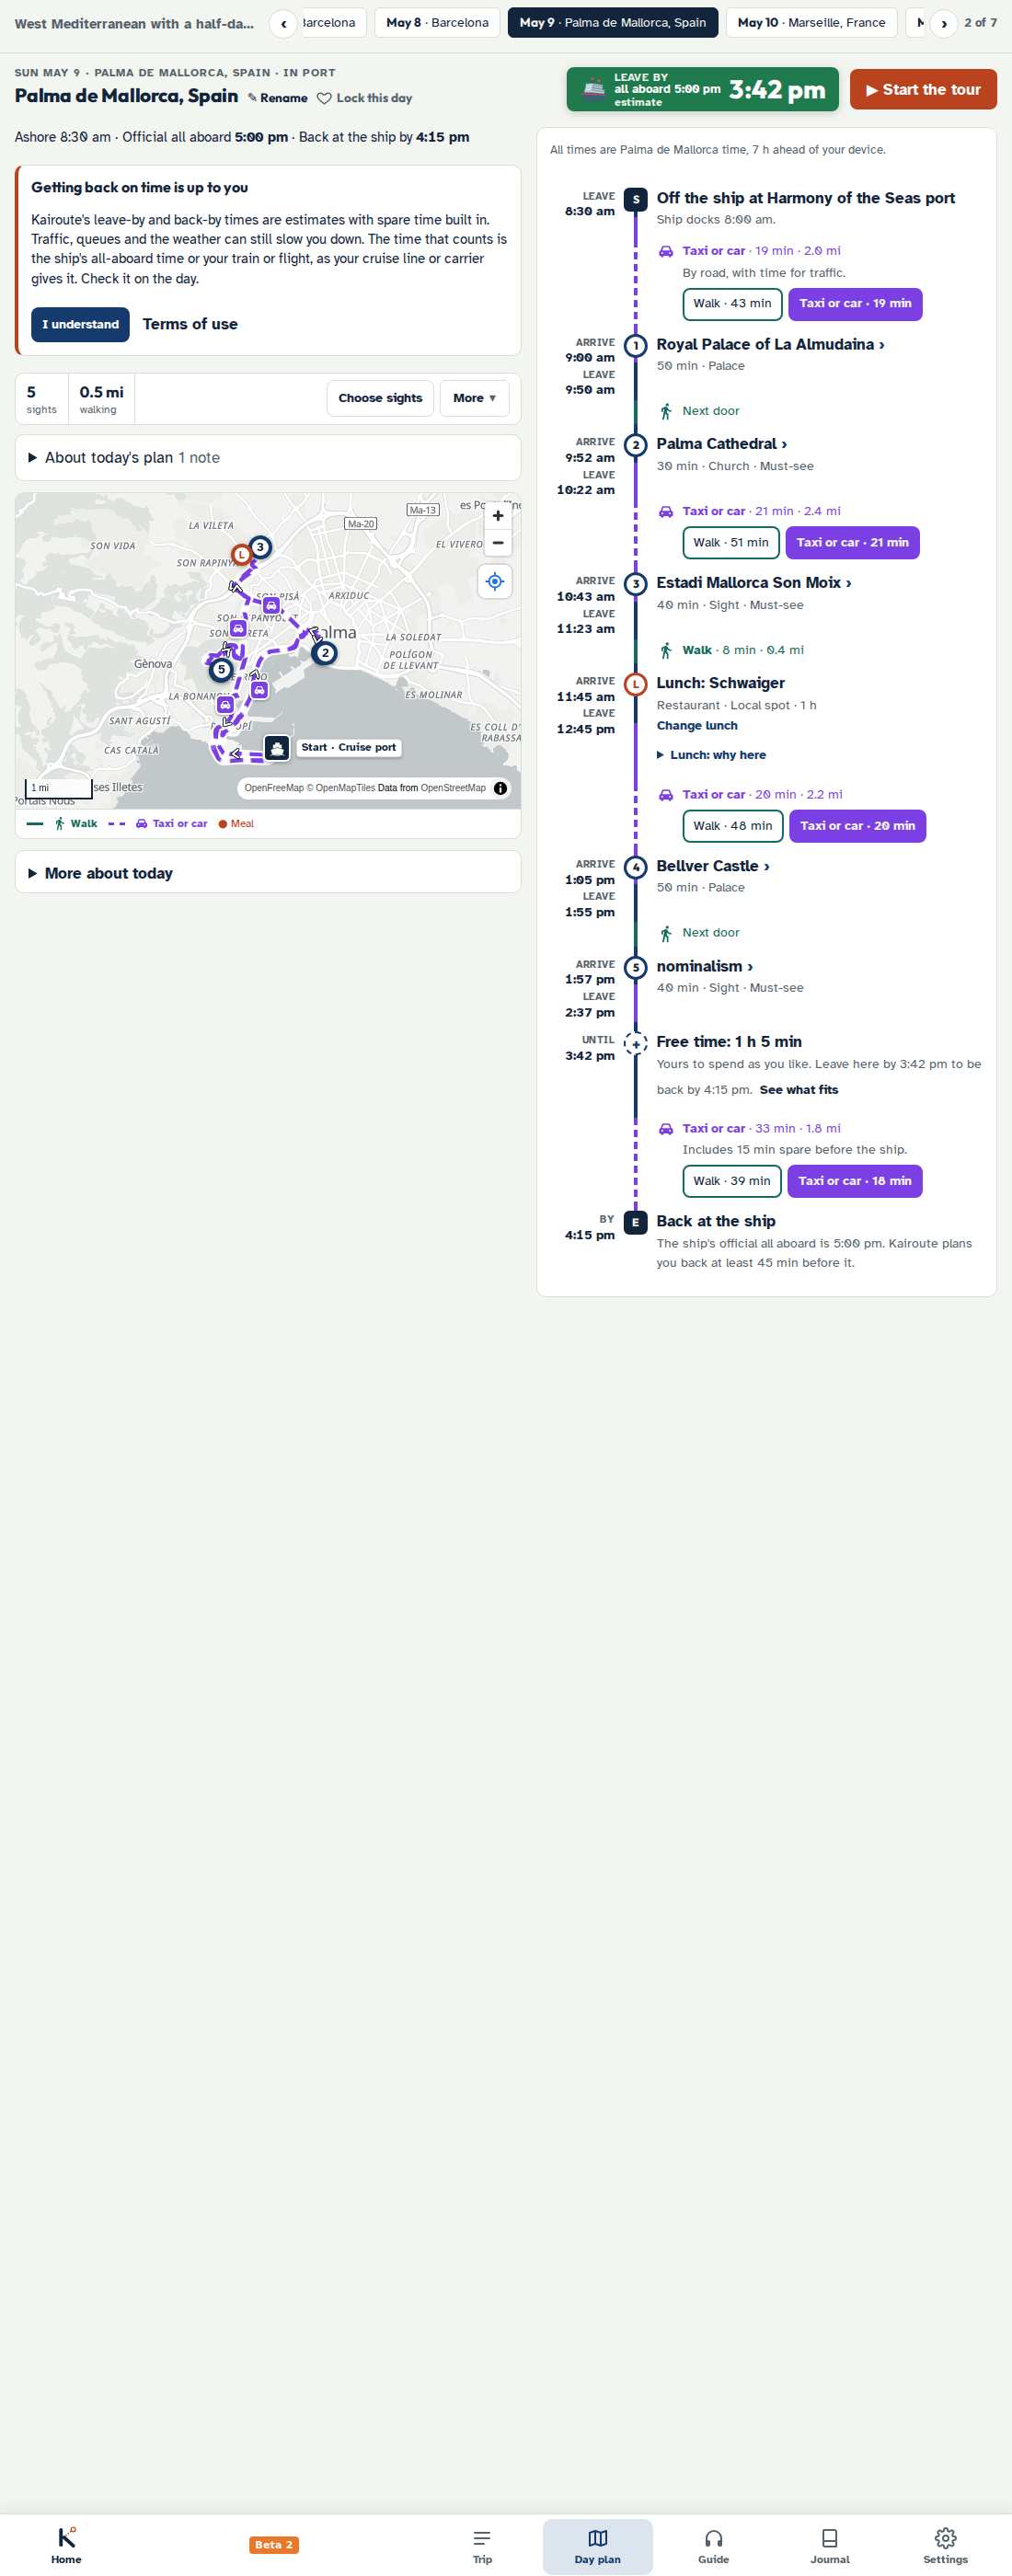 West Mediterranean with a half-da...
‹
Barcelona
May 8 · Barcelona
May 9 · Palma de Mallorca, Spain
May 10 · Marseille, France
›
2 of 7
SUN MAY 9 · PALMA DE MALLORCA, SPAIN · IN PORT
Palma de Mallorca, Spain
✎ Rename
Lock this day
LEAVE BY
all aboard 5:00 pm
estimate
3:42 pm
▶ Start the tour
Ashore 8:30 am · Official all aboard 5:00 pm · Back at the ship by 4:15 pm
Getting back on time is up to you
Kairoute's leave-by and back-by times are estimates with spare time built in.
Traffic, queues and the weather can still slow you down. The time that counts is
the ship's all-aboard time or your train or flight, as your cruise line or carrier
gives it. Check it on the day.
I understand
Terms of use
5
sights
0.5 mi
walking
Choose sights
More ▼
▶ About today's plan 1 note
Ma-13
Ma-20
LA VILETA
SON VIDA
EL VIVERO
SON RAPINYA
SON PISÀ
ARXIDUC
LA SOLEDAT
POLÍGON
DE LLEVANT
Gènova
LA BONANO
ES MOLINAR
SANT AGUSTÍ
CAS CATALÀ
ES COLL D'
RABASSA
ses Illetes
Portals Nous
L
3
2
5
+
−
Start · Cruise port
1 mi
OpenFreeMap © OpenMapTiles Data from OpenStreetMap
Walk
Taxi or car
Meal
▶ More about today
All times are Palma de Mallorca time, 7 h ahead of your device.
LEAVE
8:30 am
S
Off the ship at Harmony of the Seas port
Ship docks 8:00 am.
Taxi or car · 19 min · 2.0 mi
By road, with time for traffic.
Walk · 43 min
Taxi or car · 19 min
ARRIVE
9:00 am
LEAVE
9:50 am
1
Royal Palace of La Almudaina ›
50 min · Palace
Next door
ARRIVE
9:52 am
LEAVE
10:22 am
2
Palma Cathedral ›
30 min · Church · Must-see
Taxi or car · 21 min · 2.4 mi
Walk · 51 min
Taxi or car · 21 min
ARRIVE
10:43 am
LEAVE
11:23 am
3
Estadi Mallorca Son Moix ›
40 min · Sight · Must-see
Walk · 8 min · 0.4 mi
ARRIVE
11:45 am
LEAVE
12:45 pm
L
Lunch: Schwaiger
Restaurant · Local spot · 1 h
Change lunch
▶ Lunch: why here
Taxi or car · 20 min · 2.2 mi
Walk · 48 min
Taxi or car · 20 min
ARRIVE
1:05 pm
LEAVE
1:55 pm
4
Bellver Castle ›
50 min · Palace
Next door
ARRIVE
1:57 pm
LEAVE
2:37 pm
5
nominalism ›
40 min · Sight · Must-see
UNTIL
3:42 pm
+
Free time: 1 h 5 min
Yours to spend as you like. Leave here by 3:42 pm to be
back by 4:15 pm. See what fits
Taxi or car · 33 min · 1.8 mi
Includes 15 min spare before the ship.
Walk · 39 min
Taxi or car · 18 min
BY
4:15 pm
E
Back at the ship
The ship's official all aboard is 5:00 pm. Kairoute plans
you back at least 45 min before it.
Home
Beta 2
Trip
Day plan
Guide
Journal
Settings